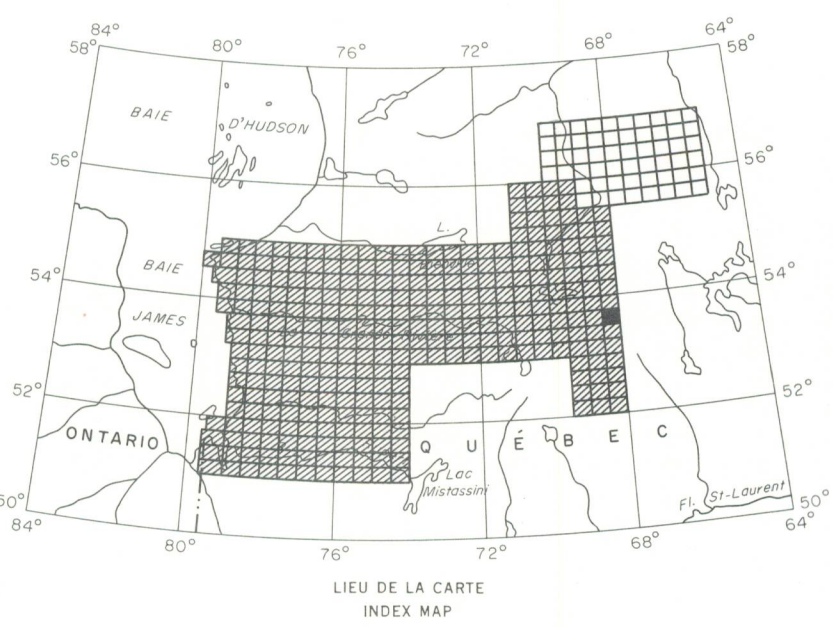 84°
80°
76°
72°
68°
64°
58°
58°
BAIE
D'HUDSON
56°
56°
L.
BAIE
54°
54°
JAMES
52°
52°
ONTARIO
QUÉBEC
Lac
Mistassini
Fl. St-Laurent
50°
50°
84°
80°
76°
72°
68°
64°
LIEU DE LA CARTE
INDEX MAP